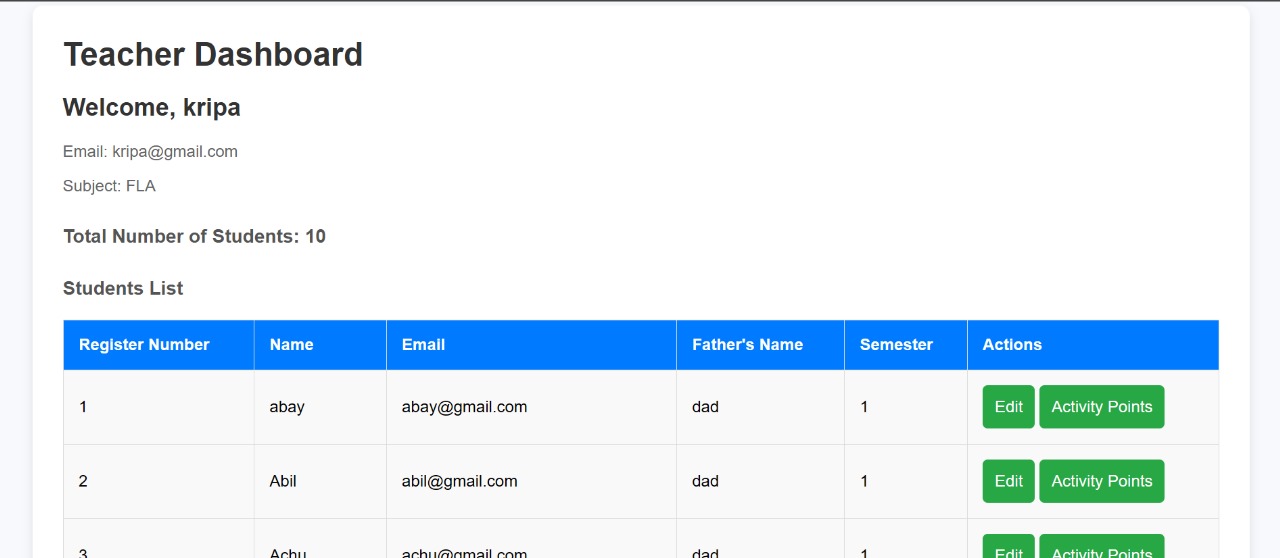 Teacher Dashboard
Welcome, kripa
Email: kripa@gmail.com
Subject: FLA
Total Number of Students: 10
Students List
Register Number Name Email Father's Name Semester Actions
1 abay abay@gmail.com dad 1 Edit Activity Points
2 Abil abil@gmail.com dad 1 Edit Activity Points
3 Achu achu@gmail.com dad 1 Edit Activity Points